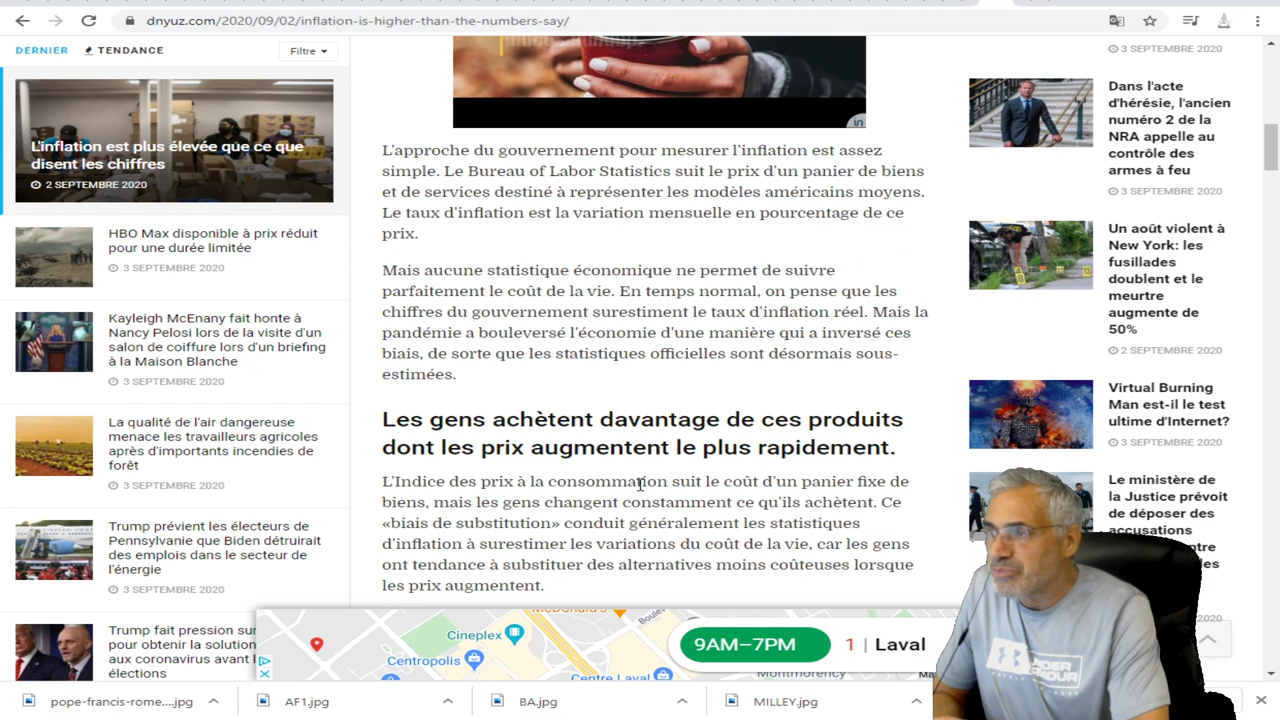 dnyuz.com/2020/09/02/inflation-is-higher-than-the-numbers-say/
DERNIER
TENDANCE
Filtre
L'inflation est plus élevée que ce que
disent les chiffres
2 SEPTEMBRE 2020
HBO Max disponible à prix réduit
pour une durée limitée
3 SEPTEMBRE 2020
Kayleigh McEnany fait honte à
Nancy Pelosi lors de la visite d'un
salon de coiffure lors d'un briefing
à la Maison Blanche
3 SEPTEMBRE 2020
La qualité de l'air dangereuse
menace les travailleurs agricoles
après d'importants incendies de
forêt
3 SEPTEMBRE 2020
Trump prévient les électeurs de
Pennsylvanie que Biden détruirait
des emplois dans le secteur de
l'énergie
3 SEPTEMBRE 2020
Trump fait pression su
pour obtenir la solution
aux coronavirus avant l
élections
L'approche du gouvernement pour mesurer l'inflation est assez
simple. Le Bureau of Labor Statistics suit le prix d'un panier de biens
et de services destiné à représenter les modèles américains moyens.
Le taux d'inflation est la variation mensuelle en pourcentage de ce
prix.
Mais aucune statistique économique ne permet de suivre
parfaitement le coût de la vie. En temps normal, on pense que les
chiffres du gouvernement surestiment le taux d'inflation réel. Mais la
pandémie a bouleversé l'économie d'une manière qui a inversé ces
biais, de sorte que les statistiques officielles sont désormais sous-
estimées.
Les gens achètent davantage de ces produits
dont les prix augmentent le plus rapidement.
L'Indice des prix à la consommation suit le coût d'un panier fixe de
biens, mais les gens changent constamment ce qu'ils achètent. Ce
«biais de substitution» conduit généralement les statistiques
d'inflation à surestimer les variations du coût de la vie, car les gens
ont tendance à substituer des alternatives moins coûteuses lorsque
les prix augmentent.
3 SEPTEMBRE 2020
Dans l'acte
d'hérésie, l'ancien
numéro 2 de la
NRA appelle au
contrôle des
armes à feu
3 SEPTEMBRE 2020
Un août violent à
New York: les
fusillades
doublent et le
meurtre
augmente de
50%
2 SEPTEMBRE 2020
Virtual Burning
Man est-il le test
ultime d'Internet?
3 SEPTEMBRE 2020
Le ministère de
la Justice prévoit
de déposer des
accusations
ntre
les
2020
McDonald's
Cineplex
Centropolis
Centre Laval
Montmorency
9AM–7PM
1 | Laval
UNDER
ARMOUR
pope-francis-rome....jpg
AF1.jpg
BA.jpg
MILLEY.jpg